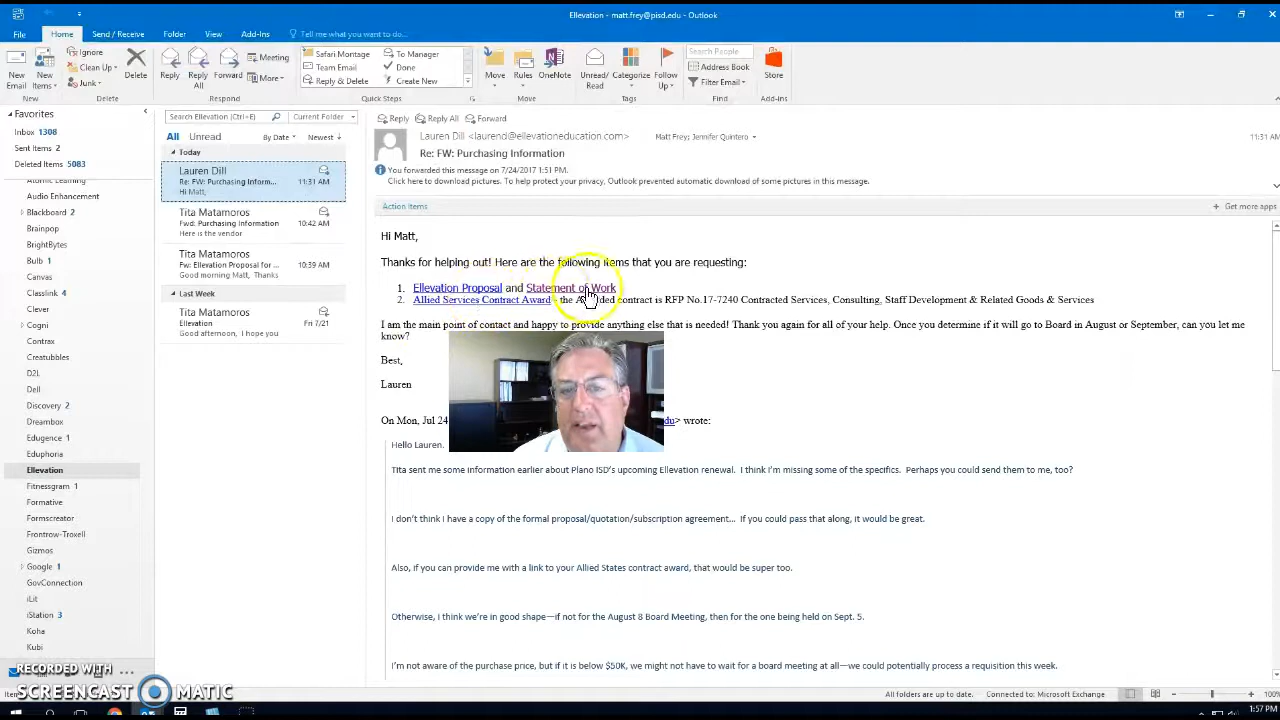 Ellevation - matt.frey@pisd.edu - Outlook
File Home Send / Receive Folder View Add-Ins Tell me what you want to do...
New Email
New Items
Ignore
Clean Up
Junk
Delete
Reply
Reply All
Forward
Meeting
More
Safari Montage
Team Email
Reply & Delete
To Manager
Done
Create New
Move
Rules
OneNote
Unread/ Read
Categorize
Follow Up
Search People
Address Book
Filter Email
Store
New Delete Respond Quick Steps Move Tags Find Add-Ins
Favorites
Inbox 1308
Sent Items 2
Deleted Items 5083
Atomic Learning
Audio Enhancement
Blackboard 2
Brainpop
BrightBytes
Bulb 1
Canvas
Classlink 4
Clever
Cogni
Contrax
Creatubbles
D2L
Dell
Discovery 2
Dreambox
Edugence 1
Eduphoria
Ellevation
Fitnessgram 1
Formative
Formscreator
Frontrow-Troxell
Gizmos
Google 1
GovConnection
iLit
iStation 3
Koha
Kubi
Search Ellevation (Ctrl+E) Current Folder
All Unread By Date Newest
Today
Lauren Dill
Re: FW: Purchasing Inform... 11:31 AM
Hi Matt,
Tita Matamoros
Fwd: Purchasing Information 10:42 AM
Here is the vendor
Tita Matamoros
Fw: Ellevation Proposal for ... 10:39 AM
Good morning Matt, Thanks
Last Week
Tita Matamoros
Ellevation Fri 7/21
Reply Reply All Forward
Lauren Dill <laurend@ellevationeducation.com> Matt Frey; Jennifer Quintero 11:31 AM
Re: FW: Purchasing Information
You forwarded this message on 7/24/2017 1:51 PM.
Click here to download pictures. To help protect your privacy, Outlook prevented automatic download of some pictures in this message.
Action Items + Get more apps
Hi Matt,
Thanks for helping out! Here are the following items that you are requesting:
1. Ellevation Proposal and Statement of Work
2. Allied Services Contract Award - the contract is RFP No.17-7240 Contracted Services, Consulting, Staff Development & Related Goods & Services
I am the main point of contact and happy to provide anything else that is needed! Thank you again for all of your help. Once you determine if it will go to Board in August or September, can you let me
know?
Best,
Lauren
On Mon, Jul 24 du> wrote:
Hello Lauren.
Tita sent me some information earlier about Plano ISD's upcoming Ellevation renewal. I think I'm missing some of the specifics. Perhaps you could send them to me, too?
I don't think I have a copy of the formal proposal/quotation/subscription agreement... If you could pass that along, it would be great.
Also, if you can provide me with a link to your Allied States contract award, that would be super too.
Otherwise, I think we're in good shape—if not for the August 8 Board Meeting, then for the one being held on Sept. 5.
I'm not aware of the purchase price, but if it is below $50K, we might not have to wait for a board meeting at all—we could potentially process a requisition this week.
RECORDED WITH
SCREENCAST MATIC
All folders are up to date. Connected to: Microsoft Exchange 100%
1:57 PM